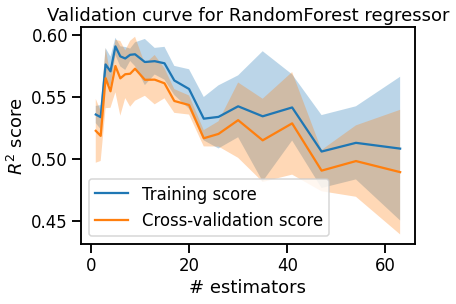 Validation curve for RandomForest regressor
0.60
0.55
0.50
0.45
R² score
Training score
Cross-validation score
0 20 40 60
# estimators